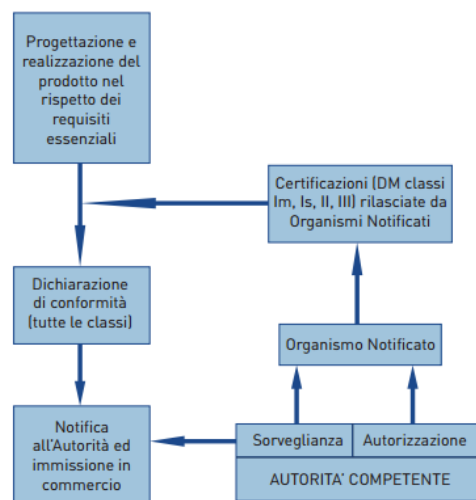 Progettazione e
realizzazione del
prodotto nel
rispetto dei
requisiti
essenziali
Certificazioni (DM classi
Im, Is, II, III) rilasciate da
Organismi Notificati
Dichiarazione
di conformità
(tutte le classi)
Organismo Notificato
Notifica
all'Autorità ed
immissione in
commercio
Sorveglianza
Autorizzazione
AUTORITA' COMPETENTE